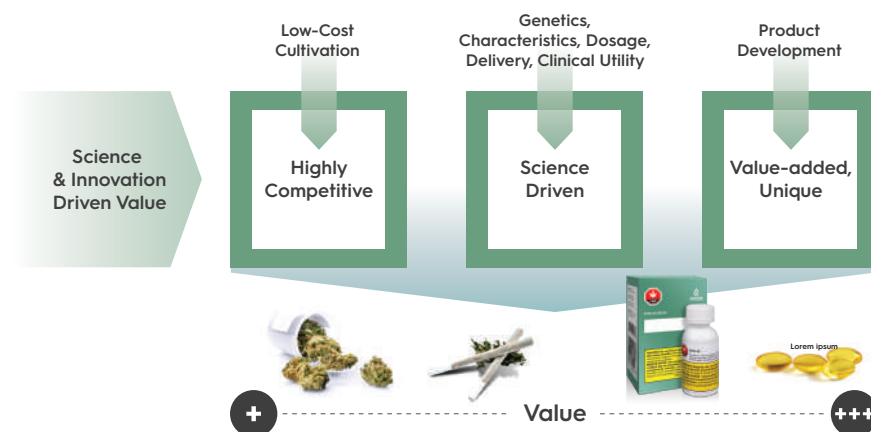 Low-Cost
Cultivation
Genetics,
Characteristics, Dosage,
Delivery, Clinical Utility
Product
Development
Science
& Innovation
Driven Value
Highly
Competitive
Science
Driven
Value-added,
Unique
Lorem ipsum
+
Value
+++